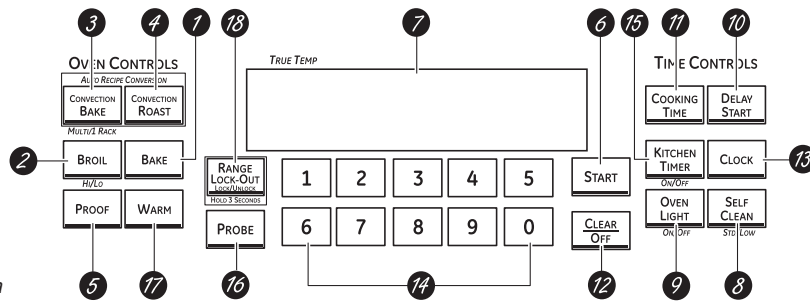 3 4 1 18 7 6 15 11 10
OVEN CONTROLS
TRUE TEMP
TIME CONTROLS
AUTO RECIPE CONVERSION
CONVECTION BAKE
CONVECTION ROAST
COOKING TIME
DELAY START
MULTI/1 RACK
2
BROIL
BAKE
RANGE LOCK-OUT
LOCK/UNLOCK
HOLD 3 SECONDS
1 2 3 4 5
START
KITCHEN TIMER
CLOCK
13
HI/LO
ON/OFF
PROOF
WARM
PROBE
6 7 8 9 0
CLEAR
OFF
OVEN LIGHT
SELF CLEAN
ON/OFF
STD/LOW
5 17 16 14 12 9 8